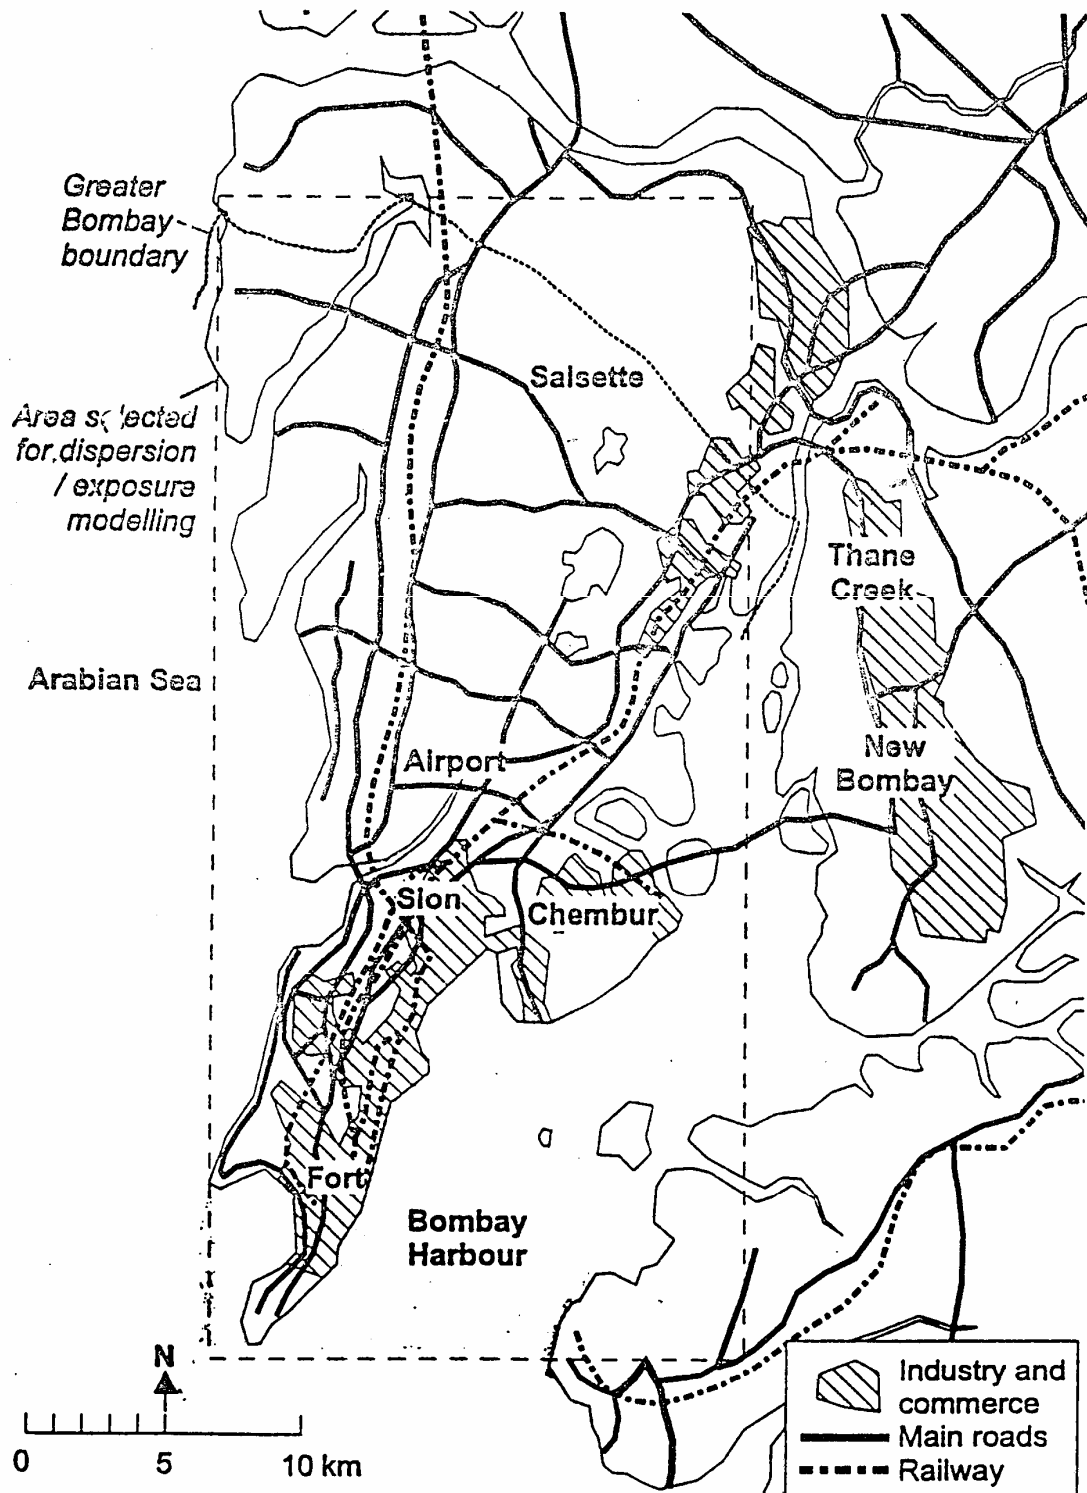 Greater
Bombay
boundary
Salsette
Area selected
for dispersion
/ exposure
modelling
Thane
Creek
Arabian Sea
New
Bombay
Airport
Sion
Chembur
Fort
Bombay
Harbour
N
0 5 10 km
Industry and
commerce
Main roads
Railway